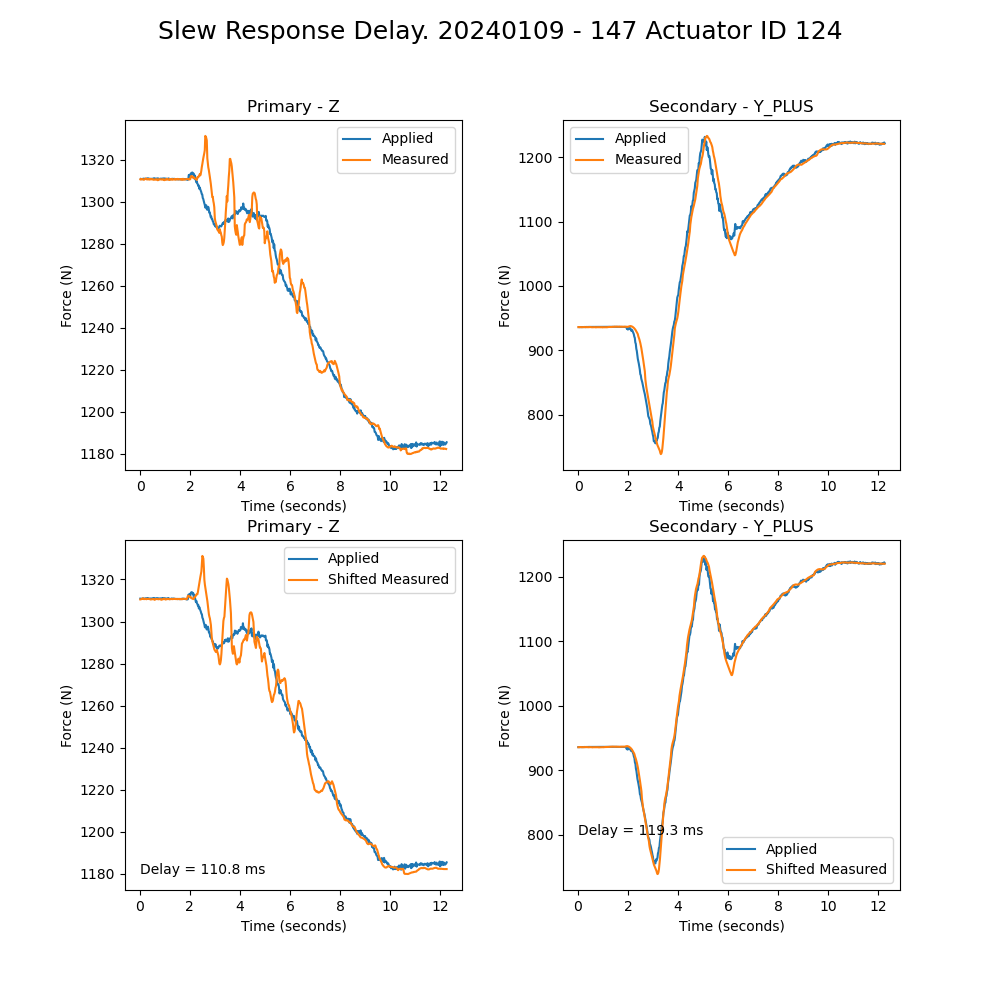 Slew Response Delay. 20240109 - 147 Actuator ID 124
Primary - Z
Applied
Measured
1320
1300
1280
1260
1240
1220
1200
1180
Force (N)
0 2 4 6 8 10 12
Time (seconds)
Secondary - Y_PLUS
Applied
Measured
1200
1100
1000
900
800
Force (N)
0 2 4 6 8 10 12
Time (seconds)
Primary - Z
Applied
Shifted Measured
1320
1300
1280
1260
1240
1220
1200
1180
Force (N)
Delay = 110.8 ms
0 2 4 6 8 10 12
Time (seconds)
Secondary - Y_PLUS
1200
1100
1000
900
800
Force (N)
Delay = 119.3 ms
Applied
Shifted Measured
0 2 4 6 8 10 12
Time (seconds)